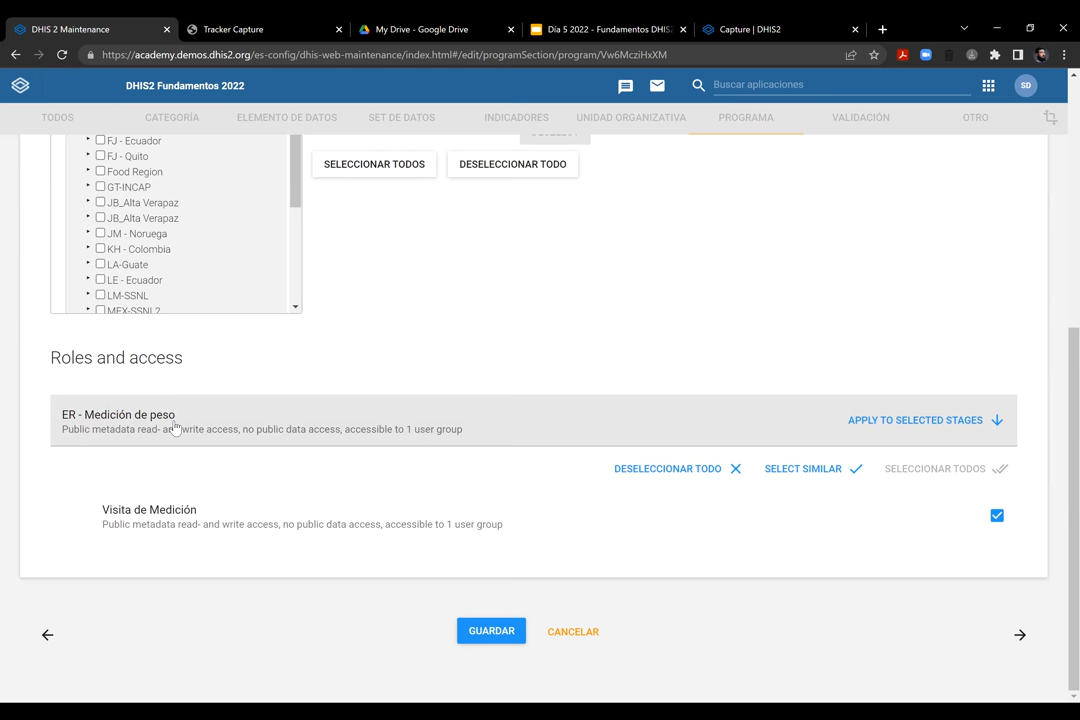 DHIS 2 Maintenance
Tracker Capture
My Drive - Google Drive
Día 5 2022 - Fundamentos DHIS
Capture | DHIS2
https://academy.demos.dhis2.org/es-config/dhis-web-maintenance/index.html#/edit/programSection/program/Vw6McziHxXM
DHIS2 Fundamentos 2022
Buscar aplicaciones
SD
TODOS
CATEGORÍA
ELEMENTO DE DATOS
SET DE DATOS
INDICADORES
UNIDAD ORGANIZATIVA
PROGRAMA
VALIDACIÓN
OTRO
FJ - Ecuador
FJ - Quito
Food Region
GT-INCAP
JB_Alta Verapaz
JB_Alta Verapaz
JM - Noruega
KH - Colombia
LA-Guate
LE - Ecuador
LM-SSNL
MEX-SSNL2
SELECCIONAR TODOS
DESELECCIONAR TODO
Roles and access
ER - Medición de peso
Public metadata read- and write access, no public data access, accessible to 1 user group
APPLY TO SELECTED STAGES
DESELECCIONAR TODO
SELECT SIMILAR
SELECCIONAR TODOS
Visita de Medición
Public metadata read- and write access, no public data access, accessible to 1 user group
GUARDAR
CANCELAR